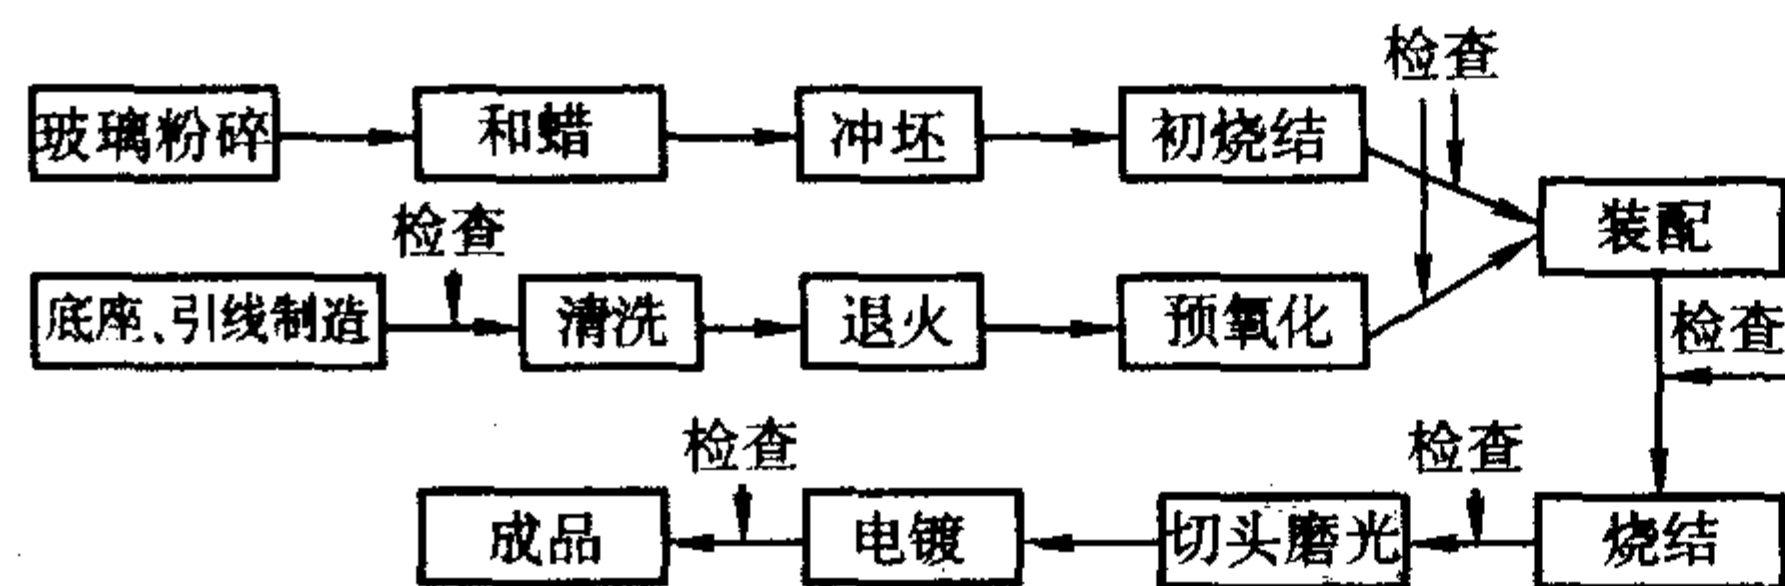 检查
玻璃粉碎 和蜡 冲坯 初烧结
检查
装配
底座、引线制造 清洗 退火 预氧化
检查
检查 检查
成品 电镀 切头磨光 烧结